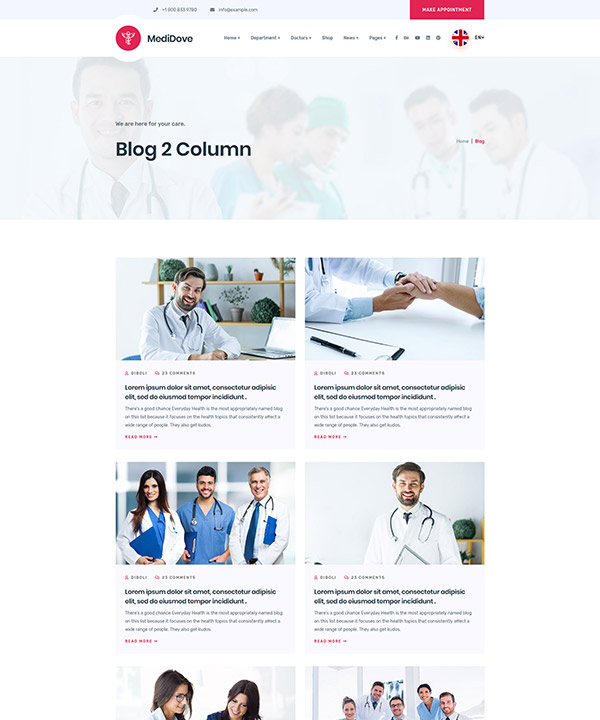 +1 800 833 9780 info@example.com MAKE APPOINTMENT
MediDove Home + Department + Doctors + Shop News + Pages + EN
We are here for your care.
Blog 2 Column
Home | Blog
DIBOLI 23 COMMENTS
Lorem ipsum dolor sit amet, consectetur adipisic
elit, sed do eiusmod tempor incididunt .
There's a good chance Everyday Health is the most appropriately named blog
on this list because it focuses on the health topics that consistently affect a
wide range of people. They also get kudos.
READ MORE
DIBOLI 23 COMMENTS
Lorem ipsum dolor sit amet, consectetur adipisic
elit, sed do eiusmod tempor incididunt .
There's a good chance Everyday Health is the most appropriately named blog
on this list because it focuses on the health topics that consistently affect a
wide range of people. They also get kudos.
READ MORE
DIBOLI 23 COMMENTS
Lorem ipsum dolor sit amet, consectetur adipisic
elit, sed do eiusmod tempor incididunt .
There's a good chance Everyday Health is the most appropriately named blog
on this list because it focuses on the health topics that consistently affect a
wide range of people. They also get kudos.
READ MORE
DIBOLI 23 COMMENTS
Lorem ipsum dolor sit amet, consectetur adipisic
elit, sed do eiusmod tempor incididunt .
There's a good chance Everyday Health is the most appropriately named blog
on this list because it focuses on the health topics that consistently affect a
wide range of people. They also get kudos.
READ MORE